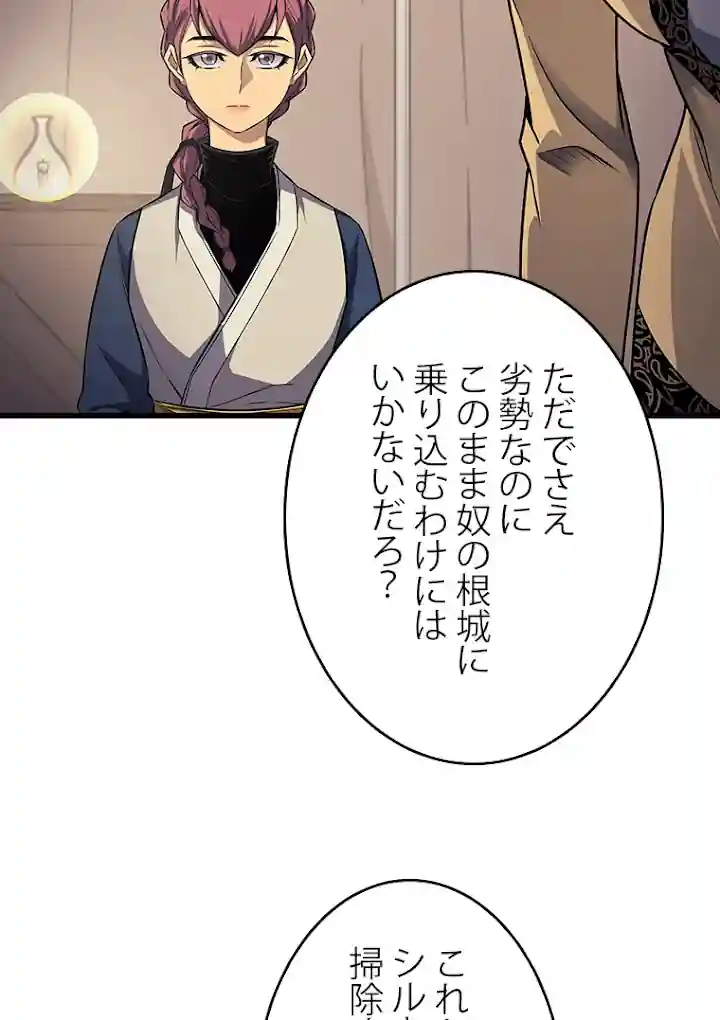 ただでさえ
劣勢なのに
このまま奴の根城に
乗り込むわけには
いかないだろ？
これ
シル
掃除